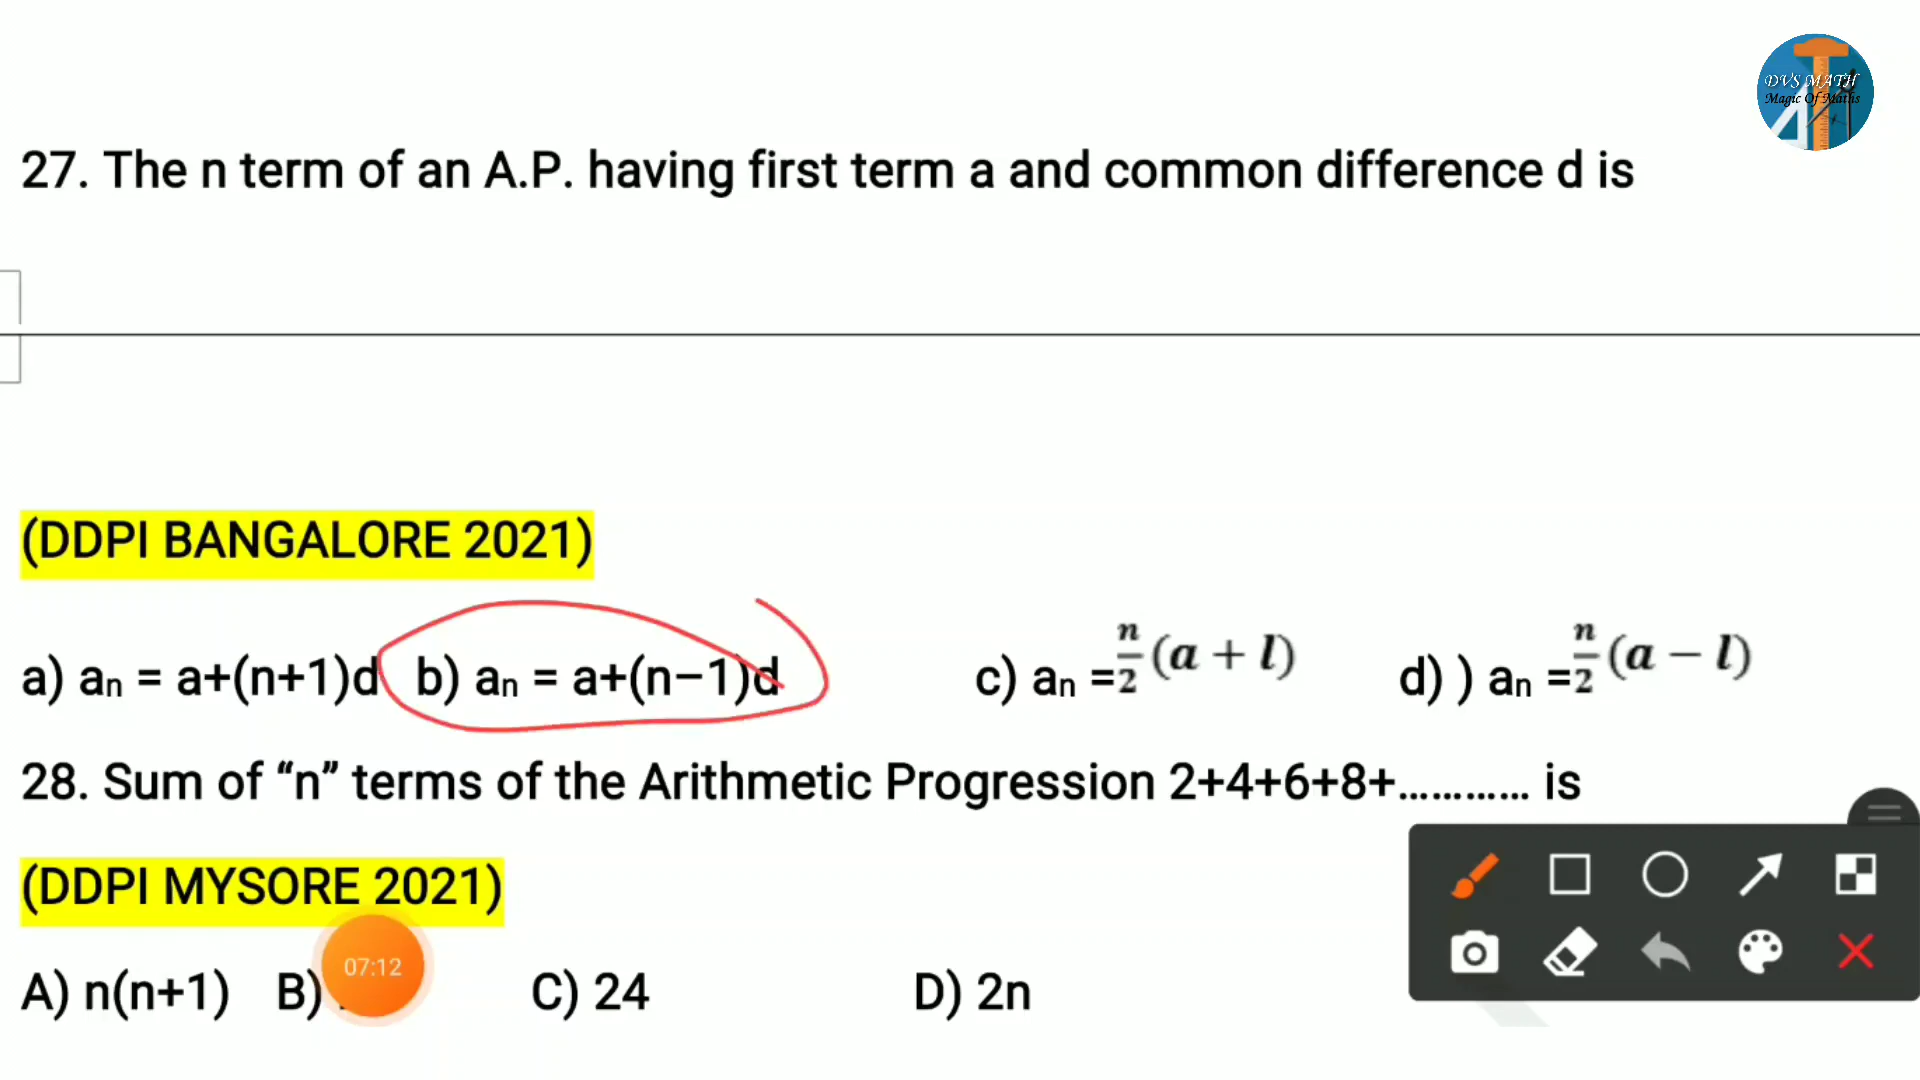 DVS MATH
Magic Of Maths
27. The n term of an A.P. having first term a and common difference d is
(DDPI BANGALORE 2021)
a) aₙ = a+(n+1)d b) aₙ = a+(n−1)d c) aₙ =n/2(a + l) d) ) aₙ =n/2(a − l)
28. Sum of “n” terms of the Arithmetic Progression 2+4+6+8+………… is
(DDPI MYSORE 2021)
07:12
A) n(n+1) B) C) 24 D) 2n